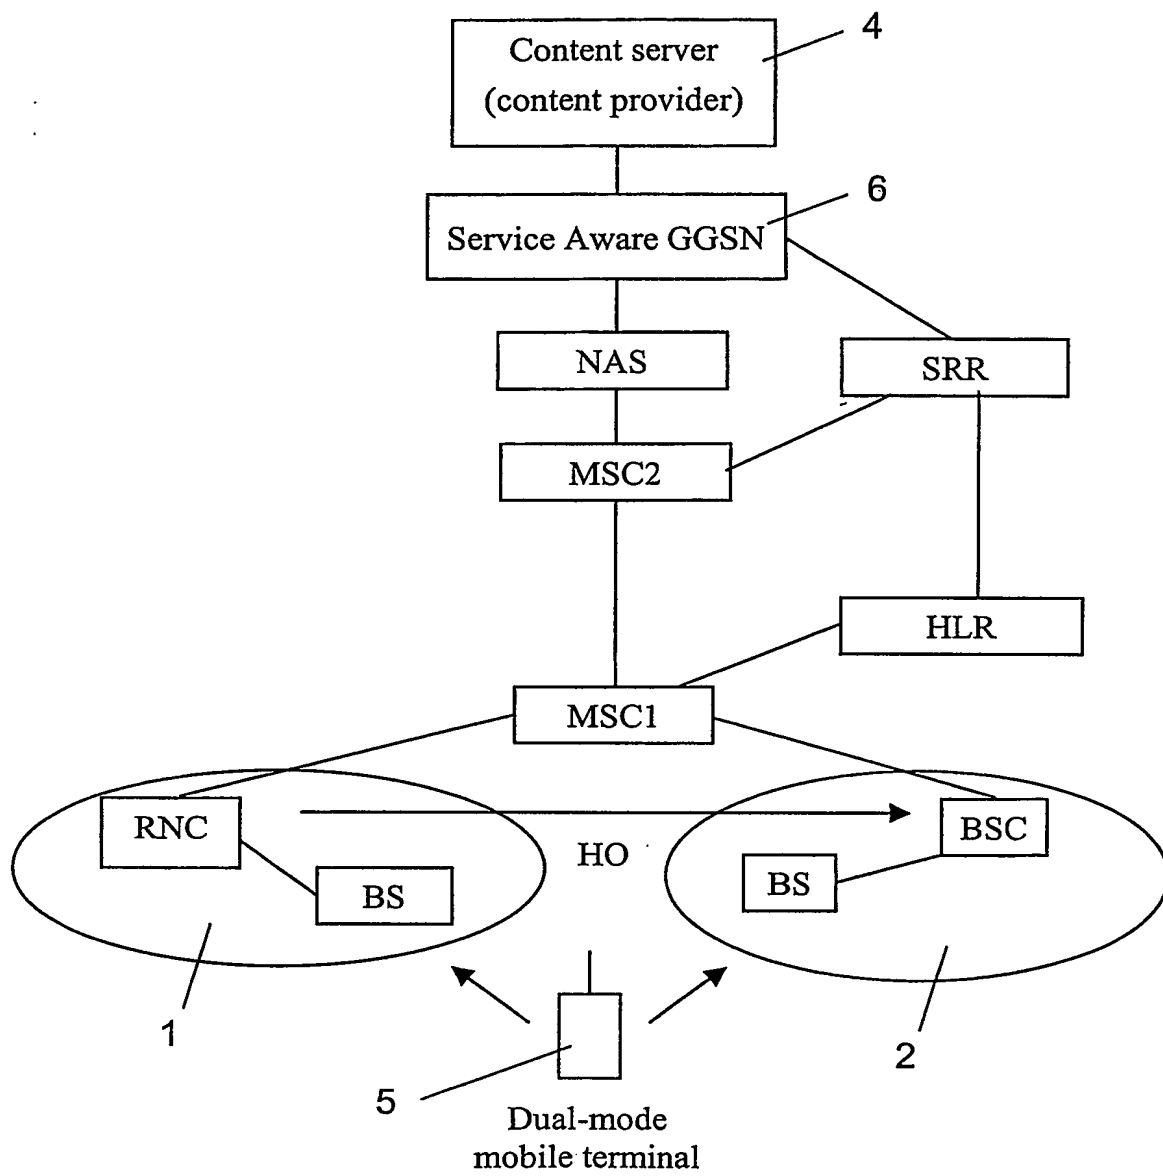 4
Content server
(content provider)
6
Service Aware GGSN
NAS
SRR
MSC2
HLR
MSC1
RNC
BSC
HO
BS
BS
1
2
5
Dual-mode
mobile terminal